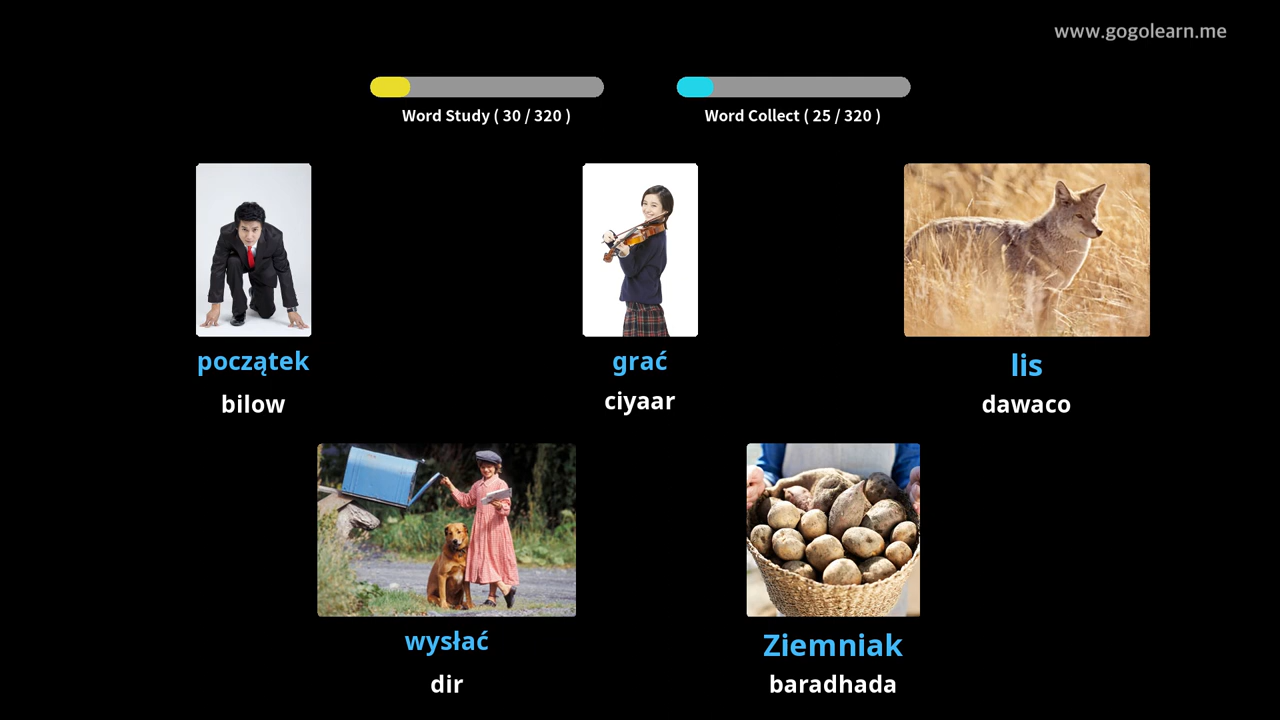 www.gogolearn.me
Word Study ( 30 / 320 )
Word Collect ( 25 / 320 )
początek
grać
lis
bilow
ciyaar
dawaco
wysłać
Ziemniak
dir
baradhada